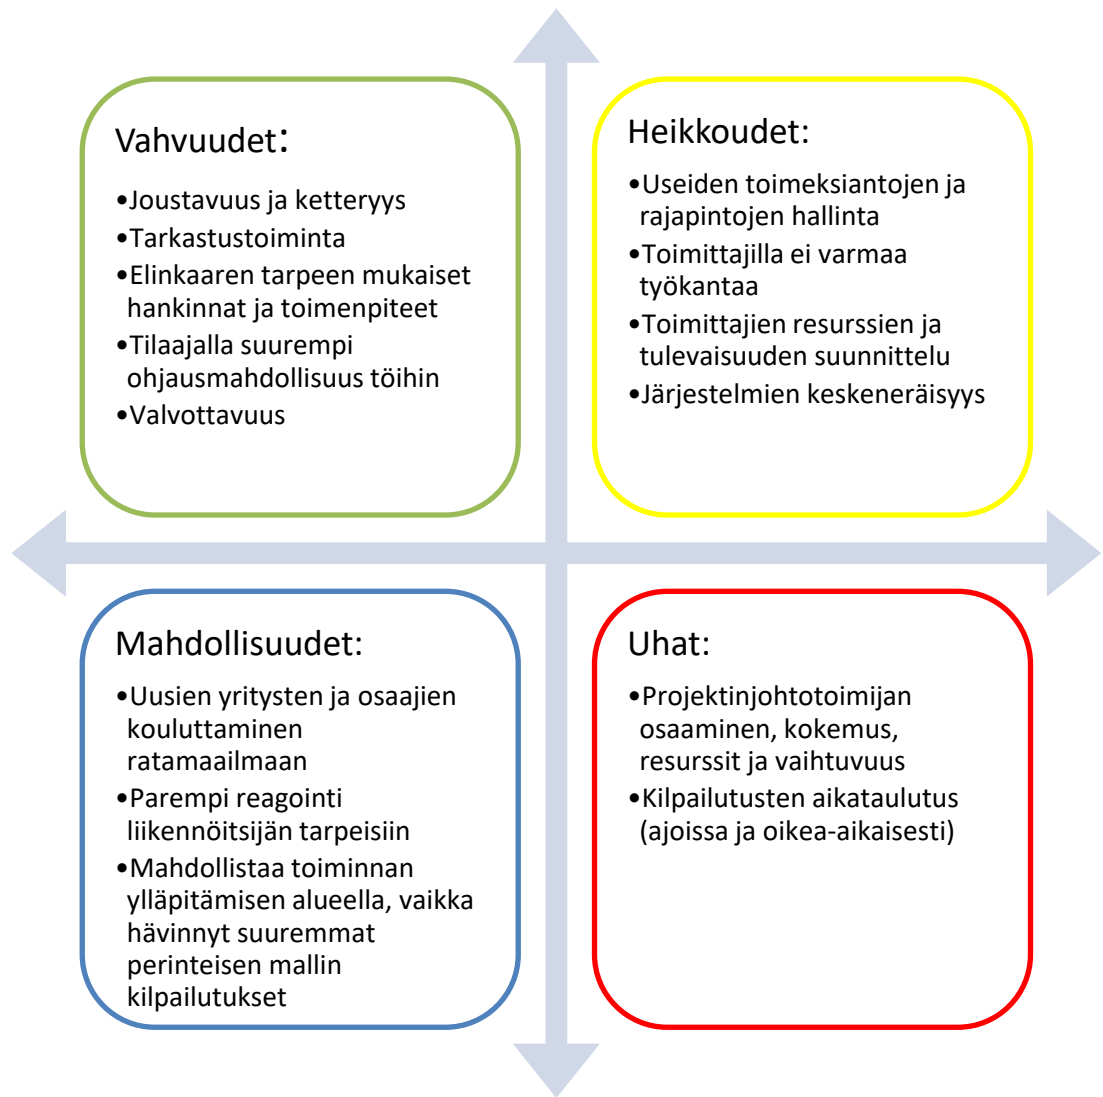 Vahvuudet:
•Joustavuus ja ketteryys
•Tarkastustoiminta
•Elinkaaren tarpeen mukaiset
hankinnat ja toimenpiteet
•Tilaajalla suurempi
ohjausmahdollisuus töihin
•Valvottavuus
Heikkoudet:
•Useiden toimeksiantojen ja
rajapintojen hallinta
•Toimittajilla ei varmaa
työkantaa
•Toimittajien resurssien ja
tulevaisuuden suunnittelu
•Järjestelmien keskeneräisyys
Mahdollisuudet:
•Uusien yritysten ja osaajien
kouluttaminen
ratamaailmaan
•Parempi reagointi
liikennöitsijän tarpeisiin
•Mahdollistaa toiminnan
ylläpitämisen alueella, vaikka
hävinnyt suuremmat
perinteisen mallin
kilpailutukset
Uhat:
•Projektinjohtotoimijan
osaaminen, kokemus,
resurssit ja vaihtuvuus
•Kilpailutusten aikataulutus
(ajoissa ja oikea-aikaisesti)